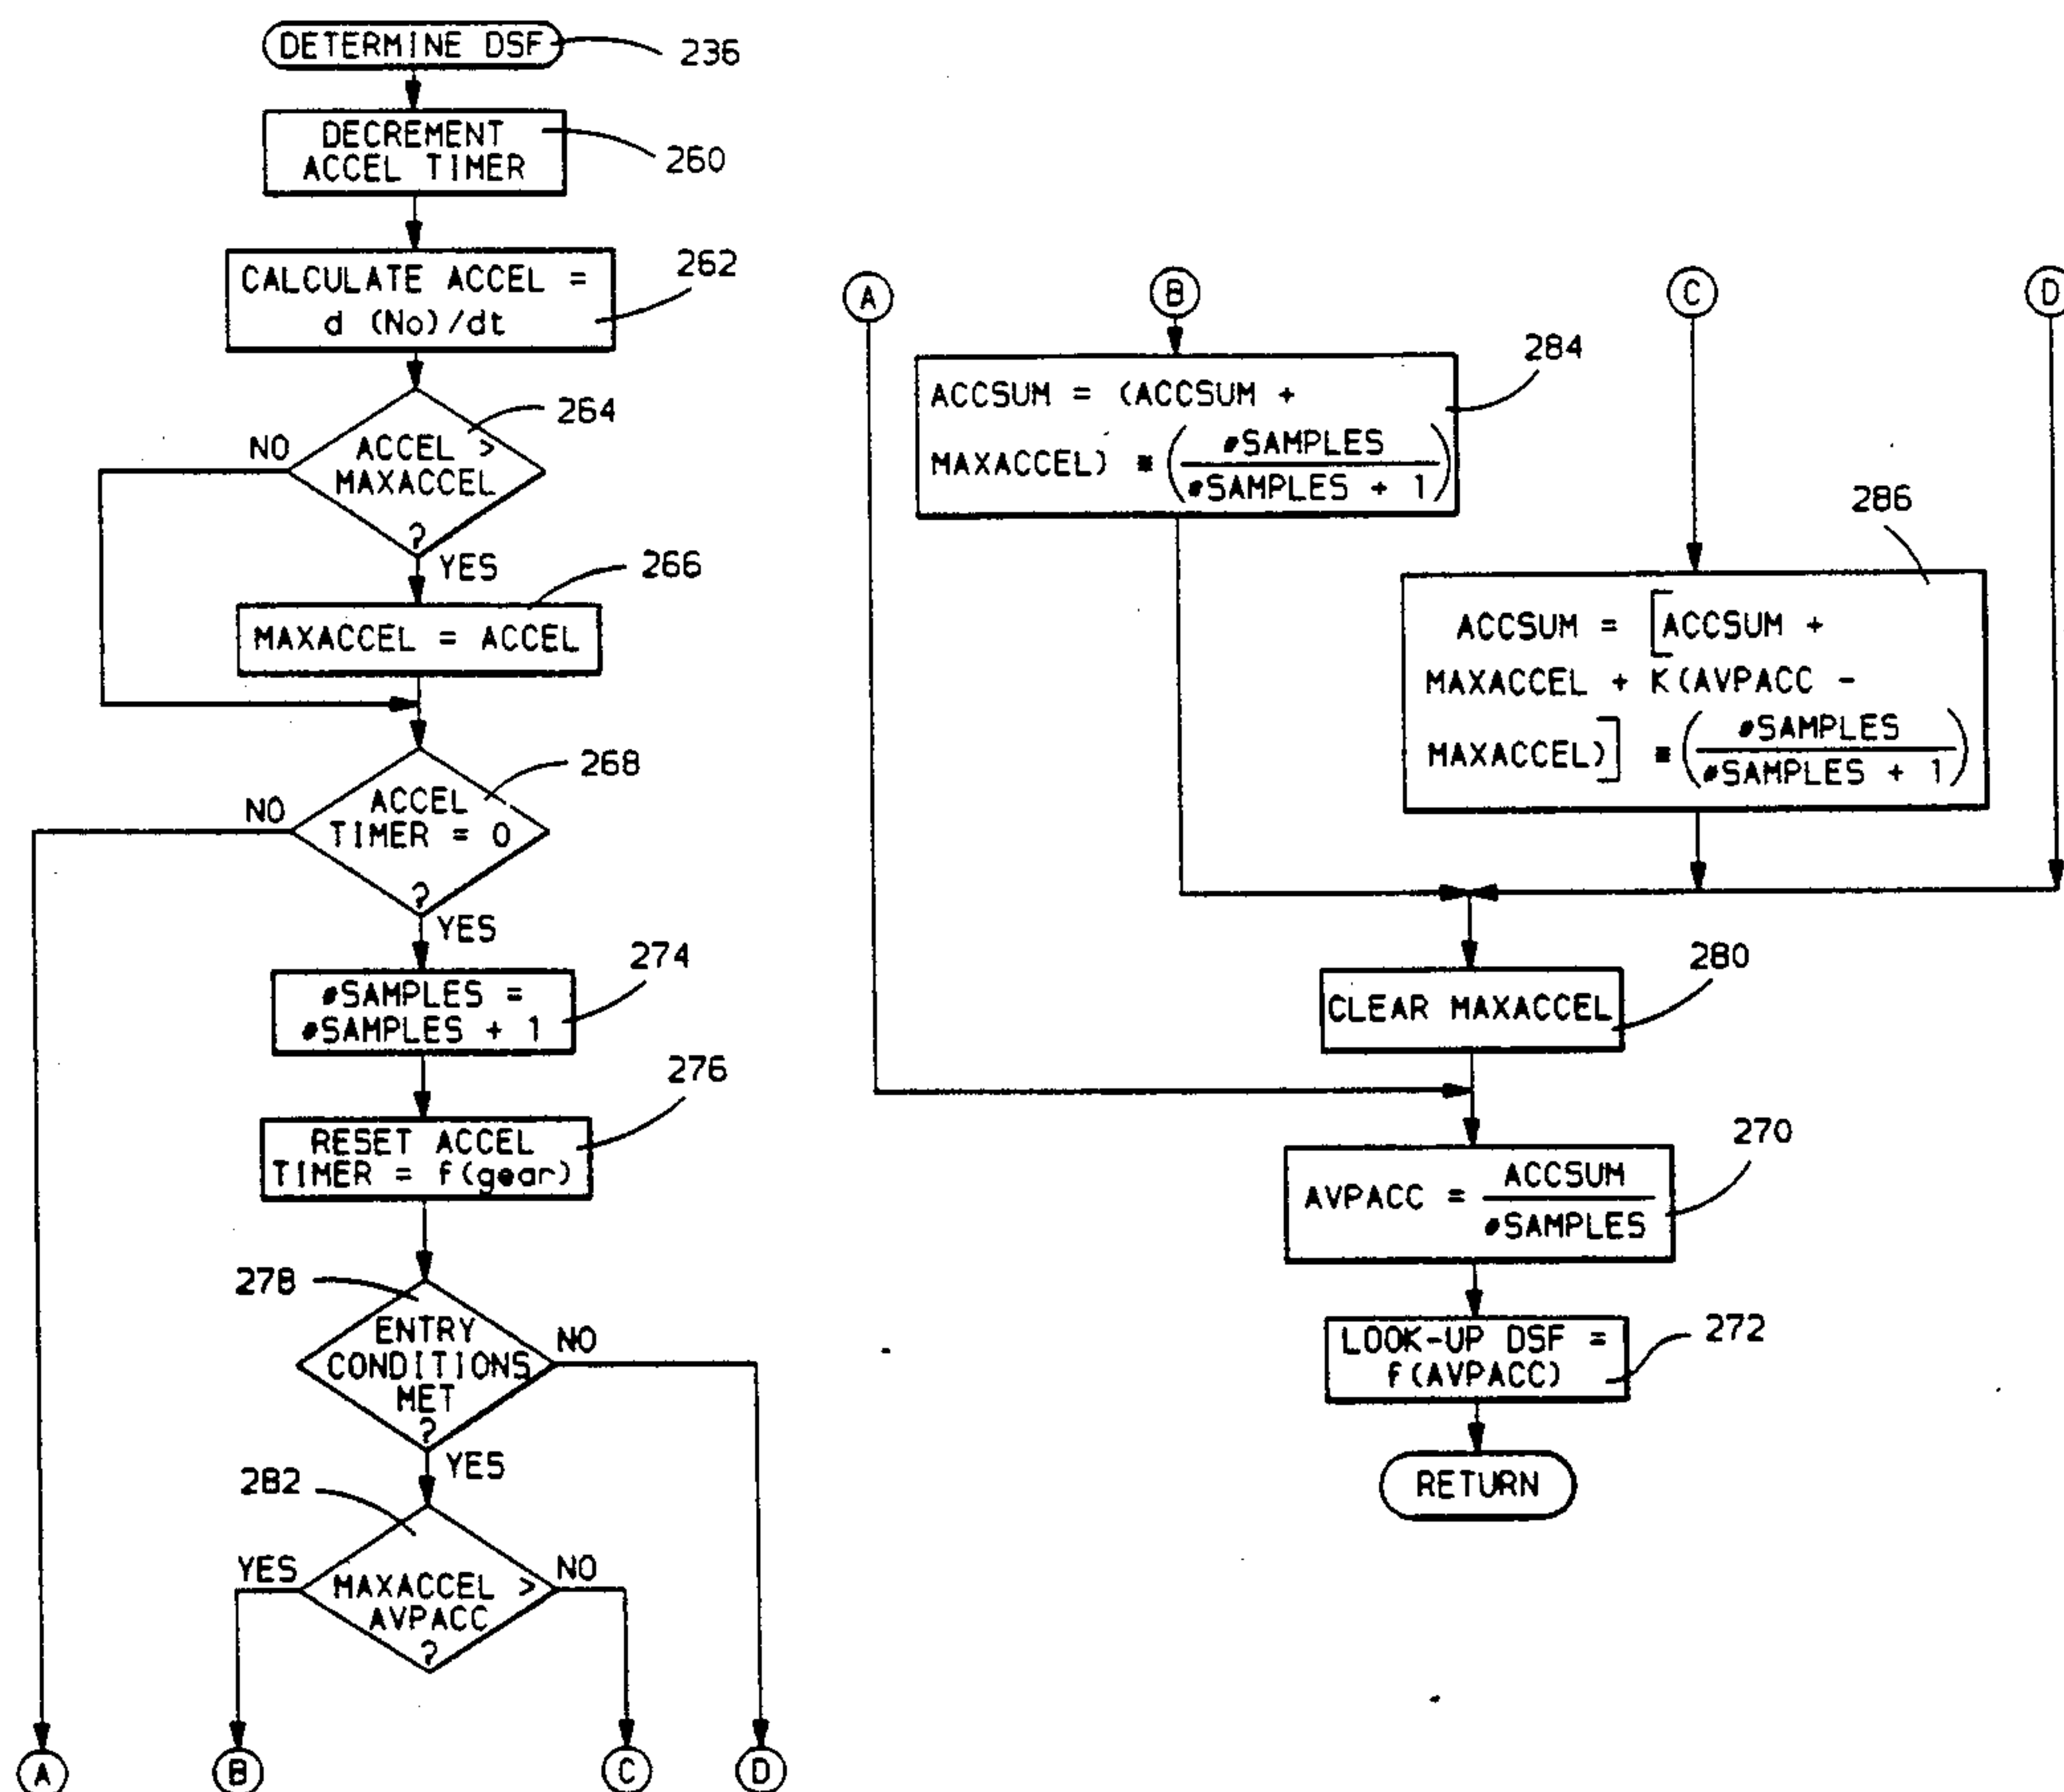 DETERMINE DSF
236
DECREMENT
ACCEL TIMER
260
CALCULATE ACCEL =
d (No)/dt
262
ACCEL >
MAXACCEL
?
264
NO
YES
MAXACCEL = ACCEL
266
ACCEL
TIMER = 0
?
268
NO
YES
#SAMPLES =
#SAMPLES + 1
274
RESET ACCEL
TIMER = f(gear)
276
278
ENTRY
CONDITIONS
MET
?
NO
YES
282
MAXACCEL >
AVPACC
?
YES
NO
A
B
C
D
A
B
C
D
ACCSUM = (ACCSUM +
MAXACCEL) * (#SAMPLES
#SAMPLES + 1)
284
ACCSUM = [ACCSUM +
MAXACCEL + K(AVPACC -
MAXACCEL)] * (#SAMPLES
#SAMPLES + 1)
286
CLEAR MAXACCEL
280
AVPACC = ACCSUM
#SAMPLES
270
LOOK-UP DSF =
f(AVPACC)
272
RETURN